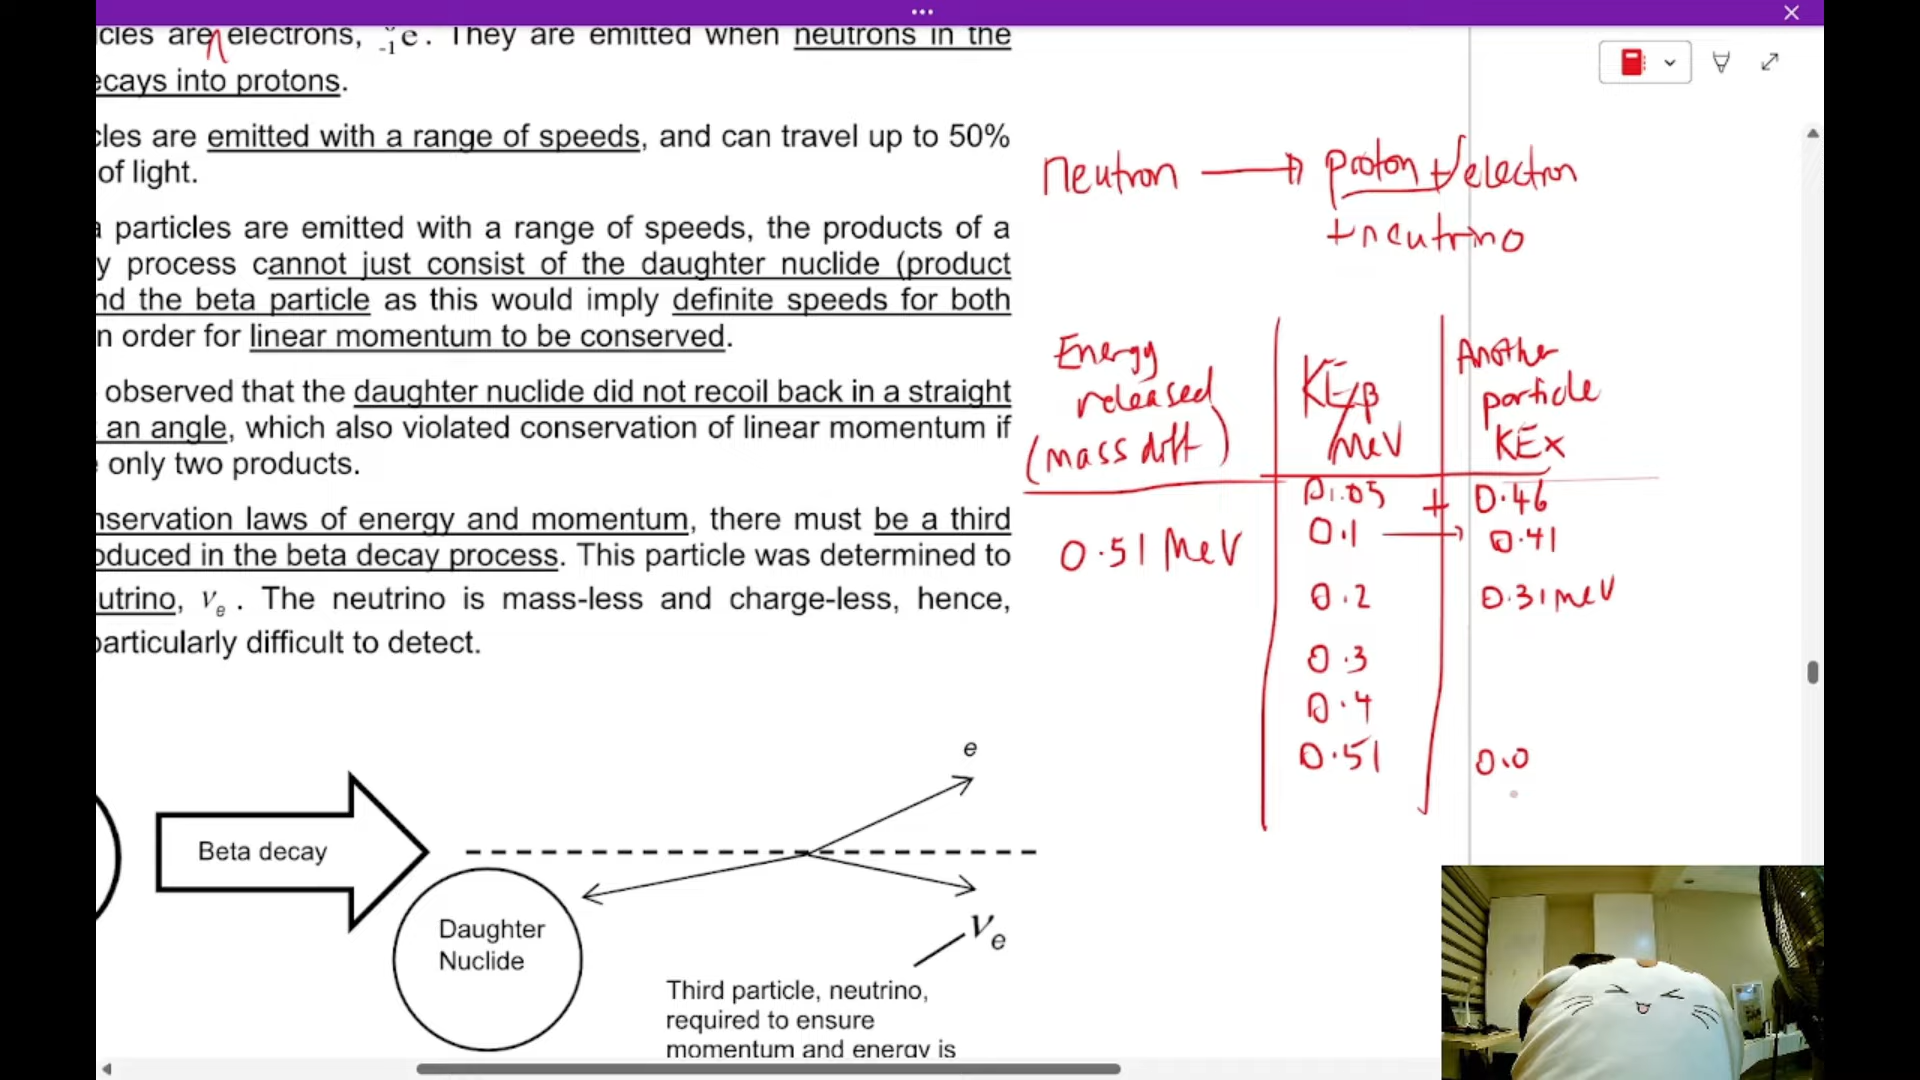 cles are electrons, ⁰₋₁e. They are emitted when neutrons in the
ecays into protons.
cles are emitted with a range of speeds, and can travel up to 50%
of light.
a particles are emitted with a range of speeds, the products of a
y process cannot just consist of the daughter nuclide (product
nd the beta particle as this would imply definite speeds for both
n order for linear momentum to be conserved.
observed that the daughter nuclide did not recoil back in a straight
an angle, which also violated conservation of linear momentum if
only two products.
nservation laws of energy and momentum, there must be a third
oduced in the beta decay process. This particle was determined to
utrino, νₑ. The neutrino is mass-less and charge-less, hence,
particularly difficult to detect.
Beta decay
Daughter
Nuclide
e
νₑ
Third particle, neutrino,
required to ensure
momentum and energy is
neutron → proton + electron
+ neutrino
Energy
released
(mass diff)
0.51 MeV
KEβ
/MeV
Another
particle
KEx
0.05 + 0.46
0.1 → 0.41
0.2 0.31 MeV
0.3
0.4
0.51 0.0